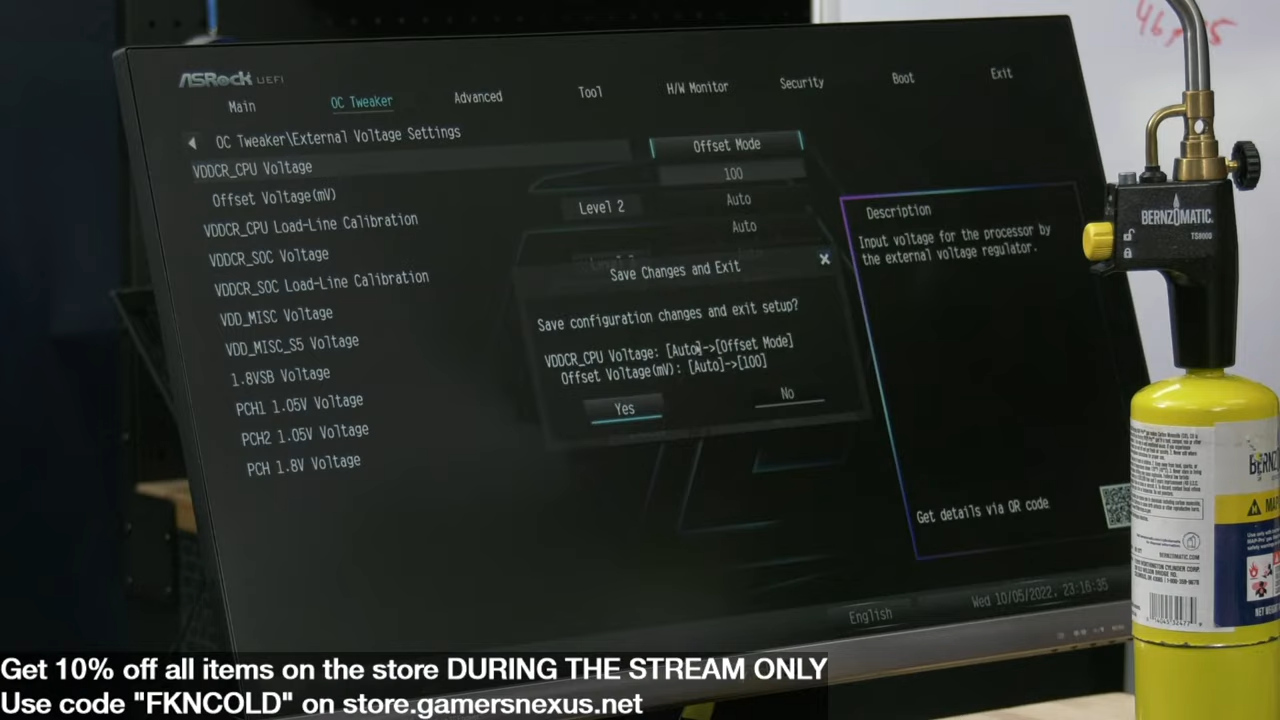 46
ASRock UEFI
Main
OC Tweaker
Advanced
Tool
H/W Monitor
Security
Boot
Exit
OC Tweaker\External Voltage Settings
VDDCR_CPU Voltage
Offset Mode
Offset Voltage(mV)
100
VDDCR_CPU Load-Line Calibration
Level 2
Auto
VDDCR_SOC Voltage
Auto
VDDCR_SOC Load-Line Calibration
VDD_MISC Voltage
VDD_MISC_S5 Voltage
1.8VSB Voltage
PCH1 1.05V Voltage
PCH2 1.05V Voltage
PCH 1.8V Voltage
Save Changes and Exit
Save configuration changes and exit setup?
VDDCR_CPU Voltage: [Auto]->[Offset Mode]
Offset Voltage(mV): [Auto]->[100]
Yes
No
Description
Input voltage for the processor by
the external voltage regulator.
Get details via QR code
English
Wed 10/05/2022, 23:16:35
BERNZOMATIC
TS8000
BERNZ
MA
Get 10% off all items on the store DURING THE STREAM ONLY
Use code "FKNCOLD" on store.gamersnexus.net